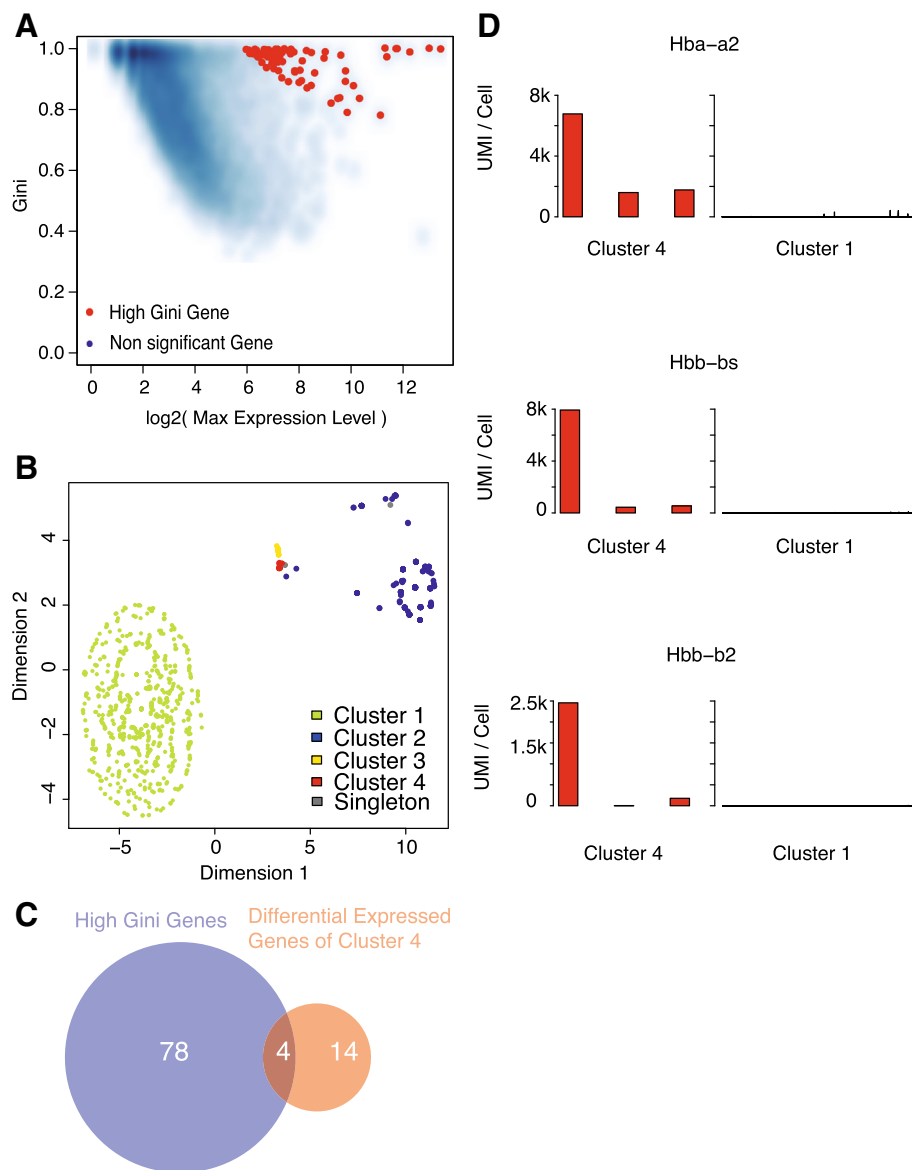 A
1.0
0.8
0.6
0.4
0.2
0.0
Gini
High Gini Gene
Non significant Gene
0 2 4 6 8 10 12
log2( Max Expression Level )
B
4
2
0
−2
−4
Dimension 2
Cluster 1
Cluster 2
Cluster 3
Cluster 4
Singleton
−5 0 5 10
Dimension 1
C
High Gini Genes
Differential Expressed
Genes of Cluster 4
78
4
14
D
Hba−a2
8k
4k
0
UMI / Cell
Cluster 4
Cluster 1
Hbb−bs
8k
4k
0
UMI / Cell
Cluster 4
Cluster 1
Hbb−b2
2.5k
1.5k
0
UMI / Cell
Cluster 4
Cluster 1